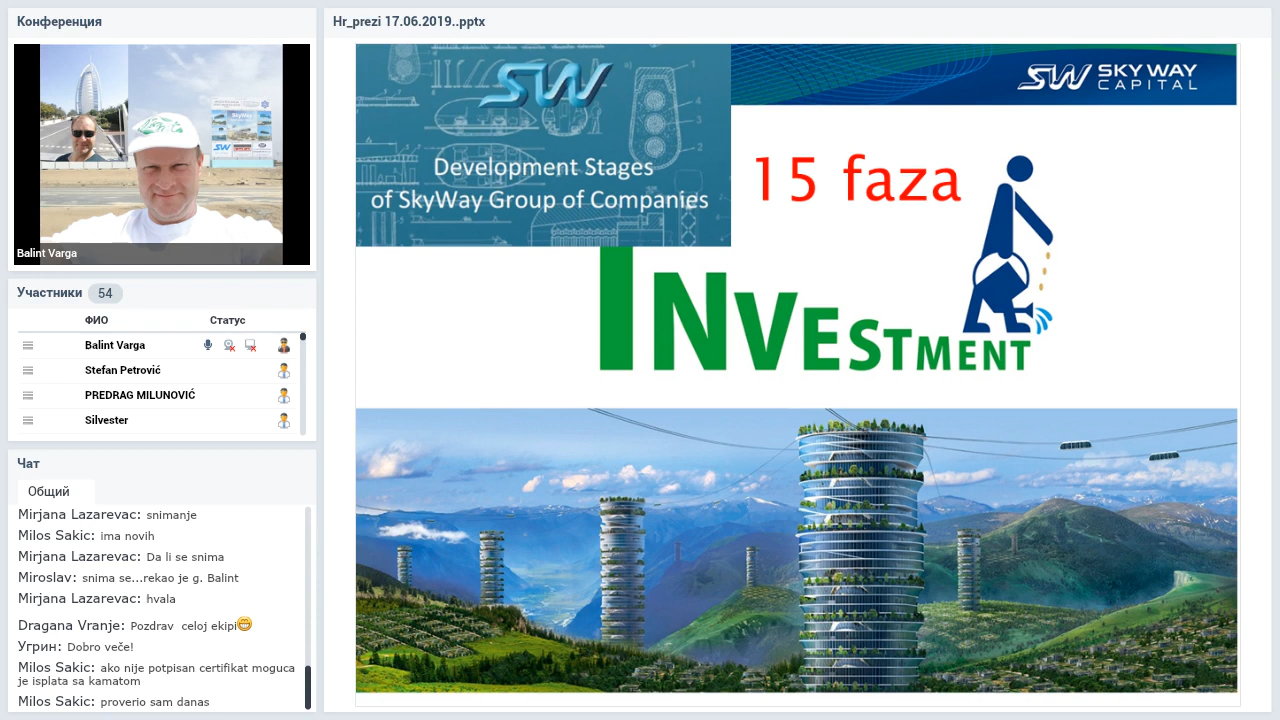 Конференция
Balint Varga
Участники 54
ФИО Статус
Balint Varga
Stefan Petrović
PREDRAG MILUNOVIĆ
Silvester
Чат
Общий
Mirjana Lazarevac:
Milos Sakic: ima novih
Mirjana Lazarevac: Da li se snima
Miroslav: snima se... rekao je g. Balint
Mirjana Lazarevac: hvala
Dragana Vranje: Pozdrav celoj ekipi
Угрин: Dobro veče!
Milos Sakic: ako nije potpisan certifikat moguca
je isplata sa kamatom
Milos Sakic: proverio sam danas
Hr_prezi 17.06.2019..pptx
SW
Development Stages
of SkyWay Group of Companies
SW SKY WAY
CAPITAL
15 faza
INVESTMENT